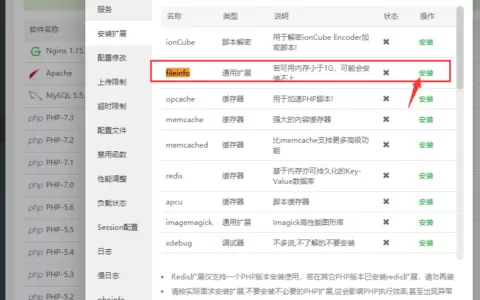 软件名称
Nginx 1.15
Apache
MySQL 5.5
php PHP-7.3
php PHP-7.2
php PHP-7.1
php PHP-7.0
php PHP-5.6
php PHP-5.5
php PHP-5.4
php PHP-5.3
php PHP-5.2
服务
安装扩展
配置修改
上传限制
超时限制
配置文件
禁用函数
性能调整
负载状态
Session配置
日志
慢日志
phpinfo
名称 类型 说明 状态 操作
ionCube 脚本解密 用于解密ionCube Encoder加密脚本! ✖ 安装
fileinfo 通用扩展 若可用内存小于1G，可能会安装不上 ✖ 安装
opcache 缓存器 用于加速PHP脚本! ✖ 安装
memcache 缓存器 强大的内容缓存器 ✖ 安装
memcached 缓存器 比memcache支持更多高级功能 ✖ 安装
redis 缓存器 基于内存亦可持久化的Key-Value数据库 ✖ 安装
apcu 缓存器 脚本缓存器 ✖ 安装
imagemagick 通用扩展 Imagick高性能图形库 ✖ 安装
xdebug 调试器 不多说,不了解的不要安装 ✖ 安装
Redis扩展仅支持一个PHP版本安装使用，若在其它PHP版本已安装redis扩展，请勿再装
请按实际需求安装扩展,不要安装不必要的PHP扩展,这会影响PHP执行效率,甚至出现异常